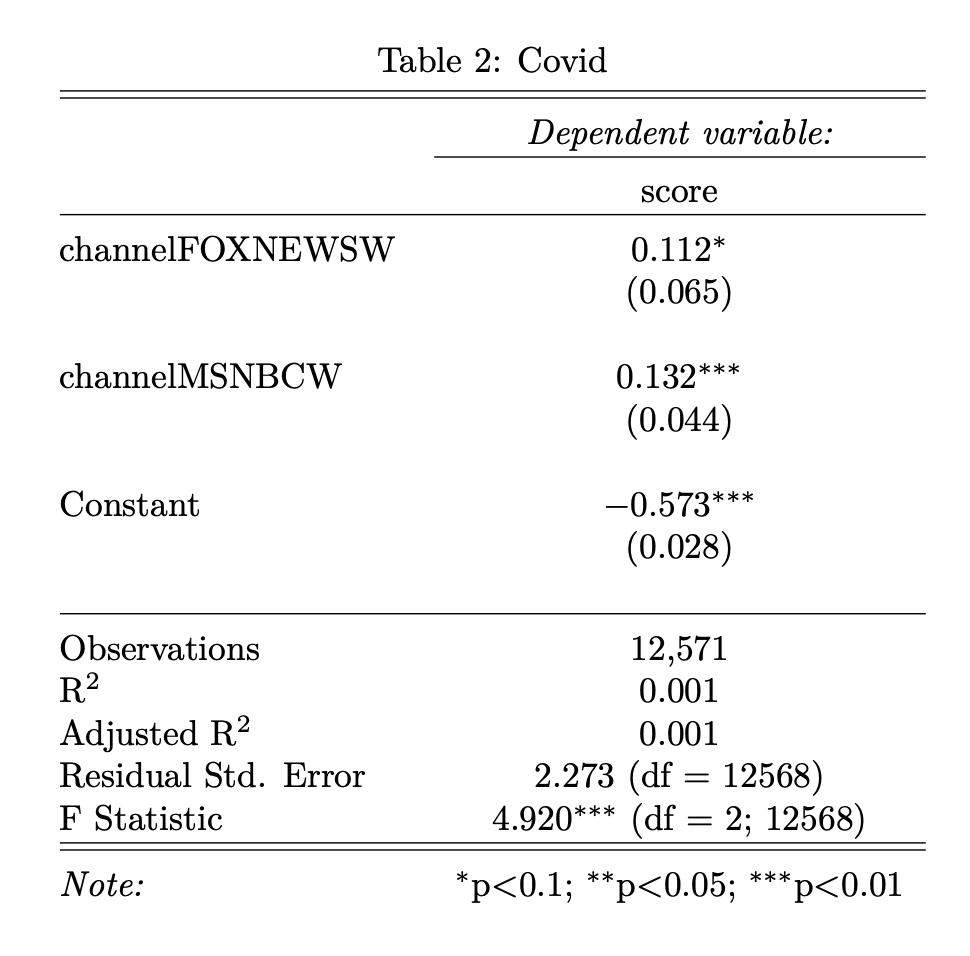 Table 2: Covid
Dependent variable:
score
channelFOXNEWSW 0.112*
(0.065)
channelMSNBCW 0.132***
(0.044)
Constant −0.573***
(0.028)
Observations 12,571
R² 0.001
Adjusted R² 0.001
Residual Std. Error 2.273 (df = 12568)
F Statistic 4.920*** (df = 2; 12568)
Note: *p<0.1; **p<0.05; ***p<0.01